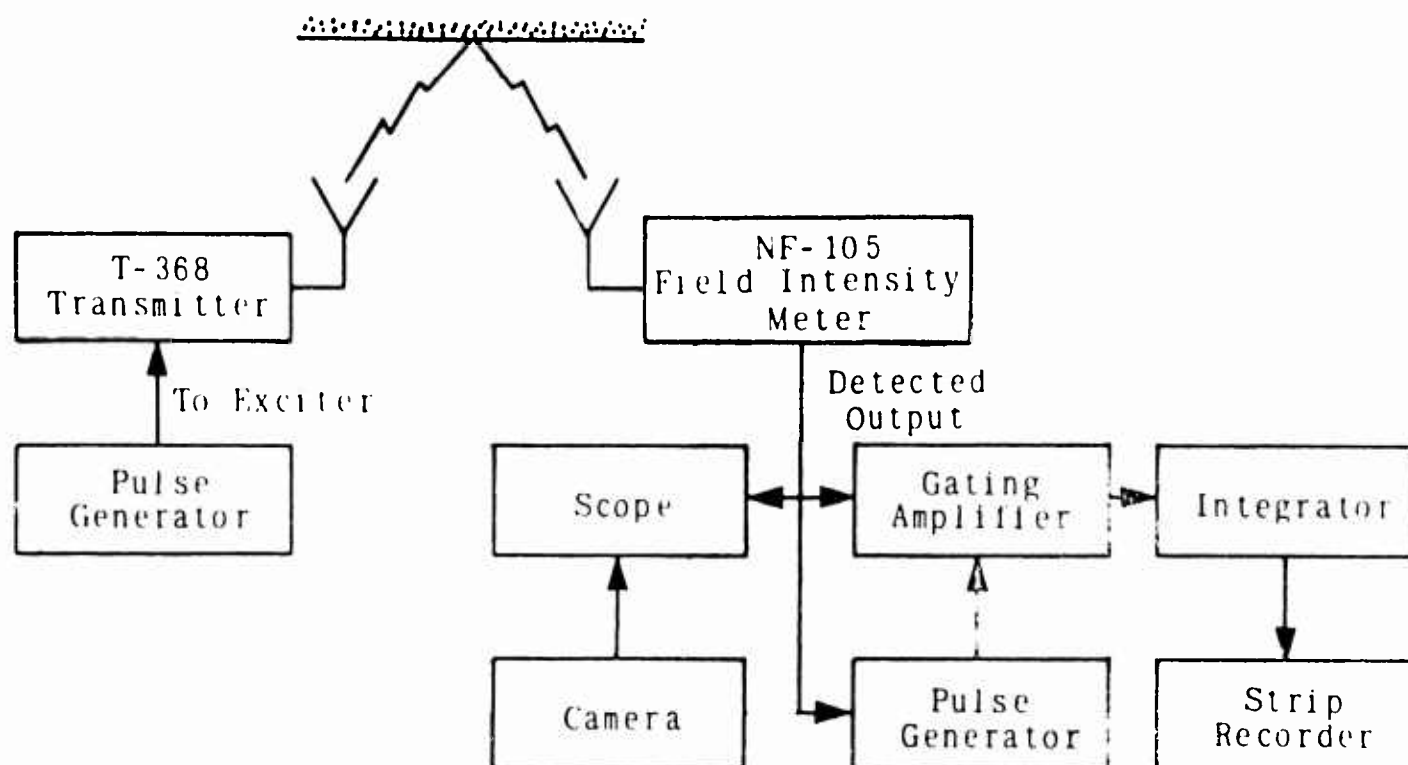 T-368
Transmitter
NF-105
Field Intensity
Meter
To Exciter
Detected
Output
Pulse
Generator
Scope
Gating
Amplifier
Integrator
Camera
Pulse
Generator
Strip
Recorder